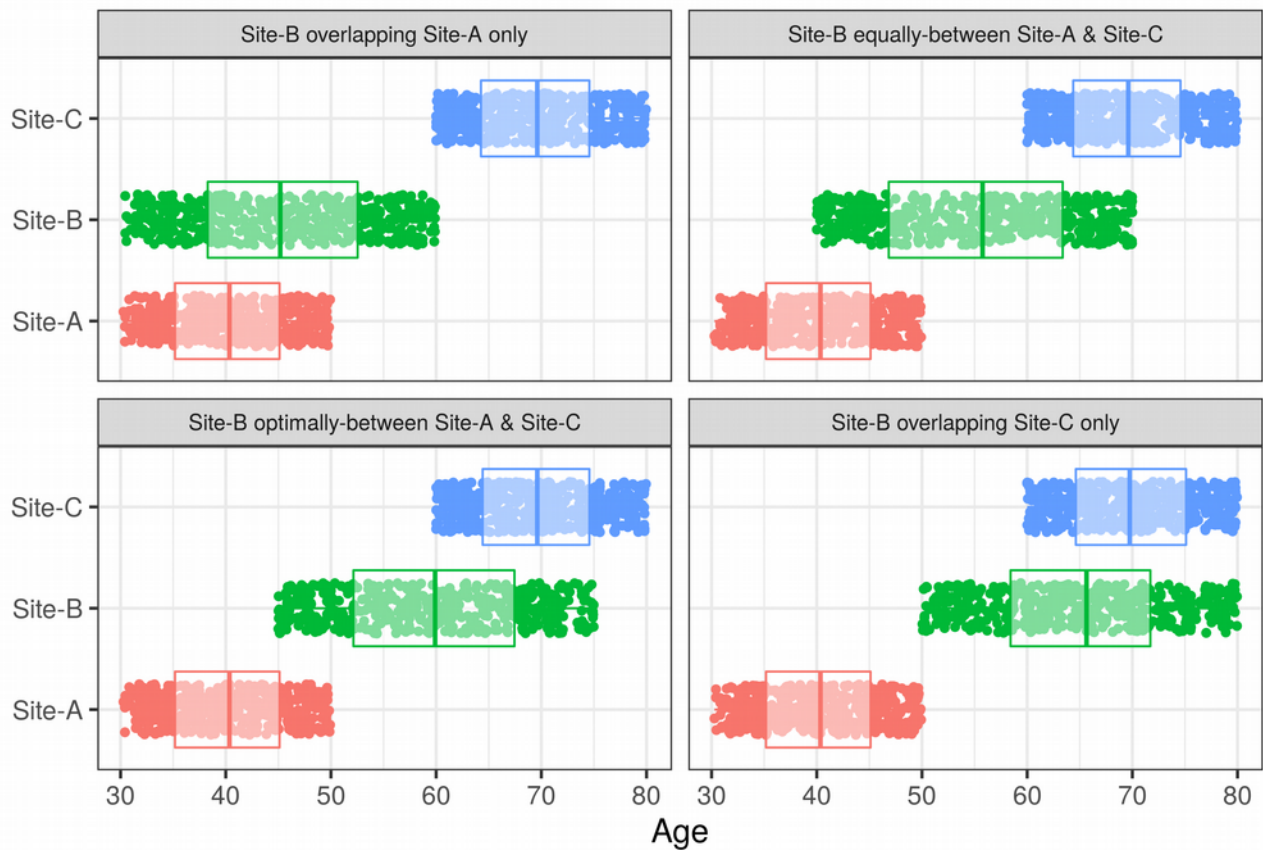 Site-B overlapping Site-A only
Site-B equally-between Site-A & Site-C
Site-C
Site-B
Site-A
Site-B optimally-between Site-A & Site-C
Site-B overlapping Site-C only
Site-C
Site-B
Site-A
30 40 50 60 70 80
30 40 50 60 70 80
Age